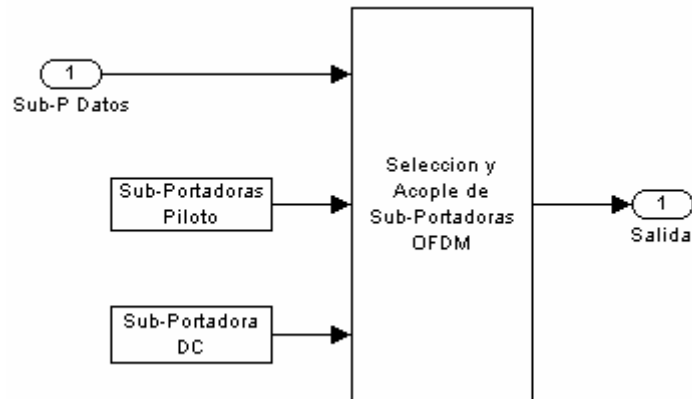 1
Sub-P Datos
Sub-Portadoras
Piloto
Sub-Portadora
DC
Seleccion y
Acople de
Sub-Portadoras
OFDM
1
Salida